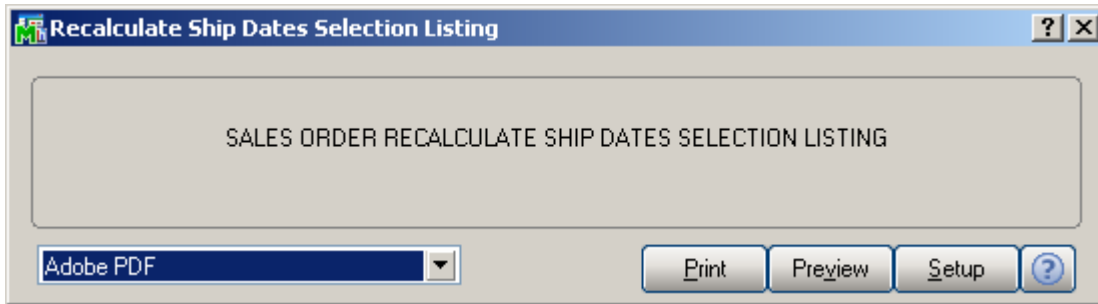 Recalculate Ship Dates Selection Listing
SALES ORDER RECALCULATE SHIP DATES SELECTION LISTING
Adobe PDF Print Preview Setup